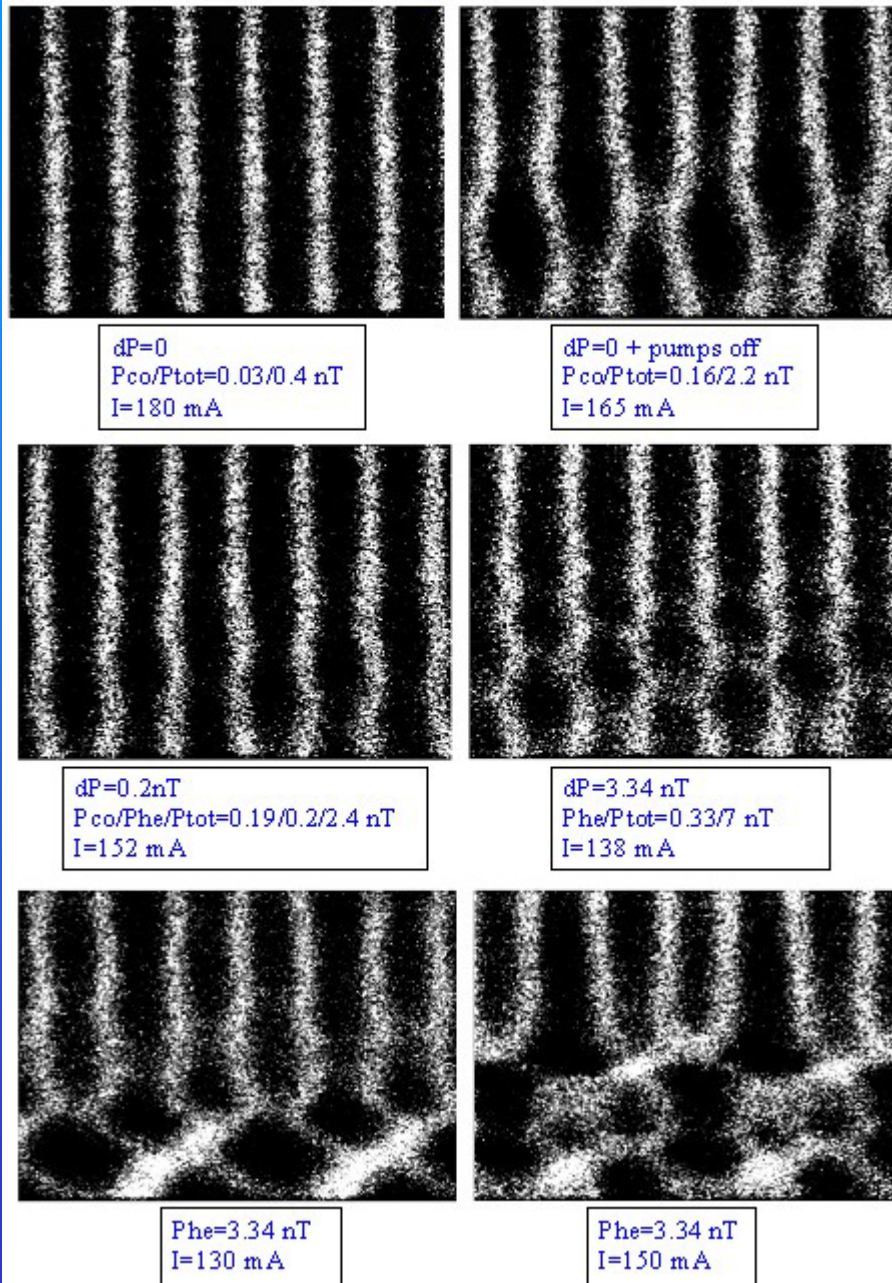 dP=0
Pco/Ptot=0.03/0.4 nT
I=180 mA
dP=0 + pumps off
Pco/Ptot=0.16/2.2 nT
I=165 mA
dP=0.2nT
Pco/Phe/Ptot=0.19/0.2/2.4 nT
I=152 mA
dP=3.34 nT
Phe/Ptot=0.33/7 nT
I=138 mA
Phe=3.34 nT
I=130 mA
Phe=3.34 nT
I=150 mA